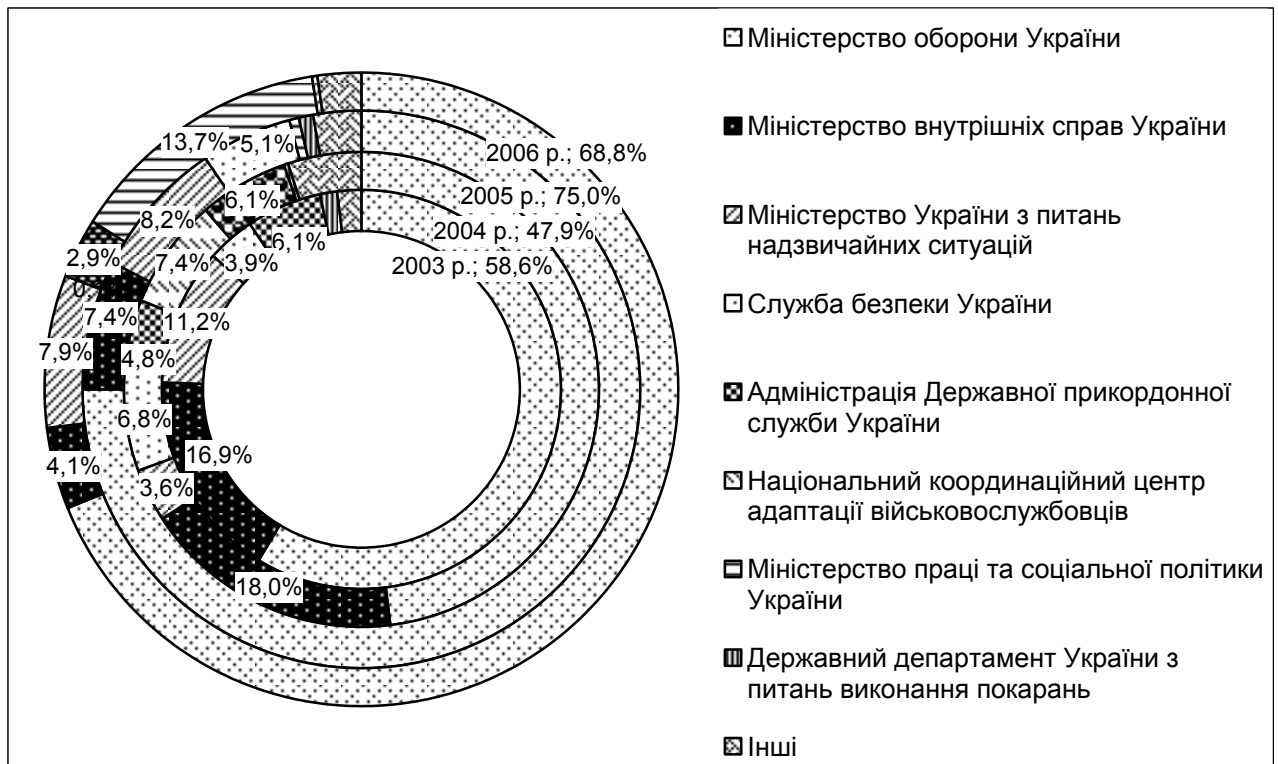 2006 р.; 68,8%
2005 р.; 75,0%
2004 р.; 47,9%
2003 р.; 58,6%
13,7%
5,1%
6,1%
6,1%
8,2%
3,9%
2,9%
7,4%
0
7,4%
11,2%
7,9%
4,8%
6,8%
16,9%
4,1%
3,6%
18,0%
Міністерство оборони України
Міністерство внутрішніх справ України
Міністерство України з питань
надзвичайних ситуацій
Служба безпеки України
Адміністрація Державної прикордонної
служби України
Національний координаційний центр
адаптації військовослужбовців
Міністерство праці та соціальної політики
України
Державний департамент України з
питань виконання покарань
Інші